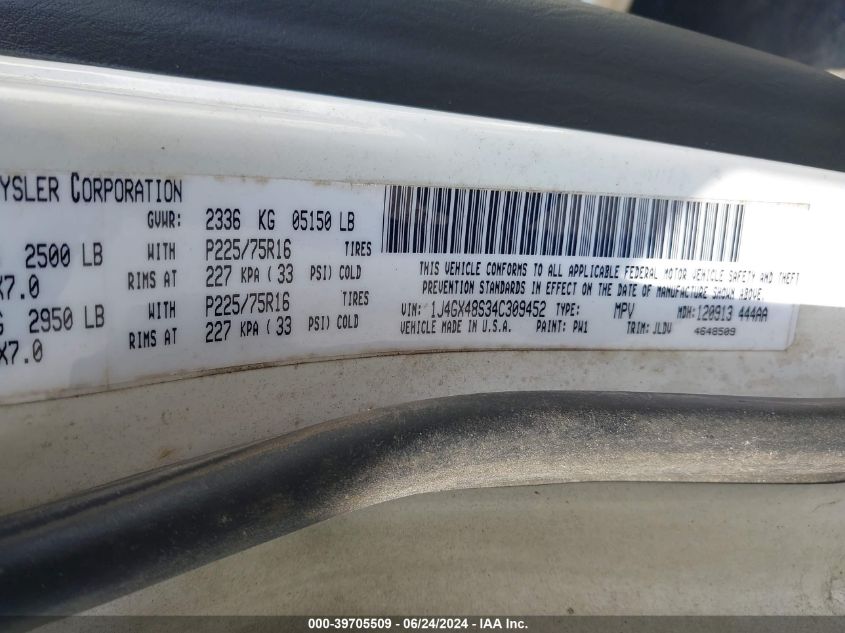 YSLER CORPORATION
GVWR: 2336 KG 05150 LB
2500 LB WITH P225/75R16 TIRES
X7.0 RIMS AT 227 KPA ( 33 PSI) COLD
G 2950 LB WITH P225/75R16 TIRES
X7.0 RIMS AT 227 KPA ( 33 PSI) COLD
THIS VEHICLE CONFORMS TO ALL APPLICABLE FEDERAL MOTOR VEHICLE SAFETY AND THEFT
PREVENTION STANDARDS IN EFFECT ON THE DATE OF MANUFACTURE SHOWN ABOVE.
VIN: 1J4GX48S34C309452 TYPE: MPV MDH: 120913 444AA
VEHICLE MADE IN U.S.A. PAINT: PW1 TRIM: JLDV 4648509
000-39705509 - 06/24/2024 - IAA Inc.